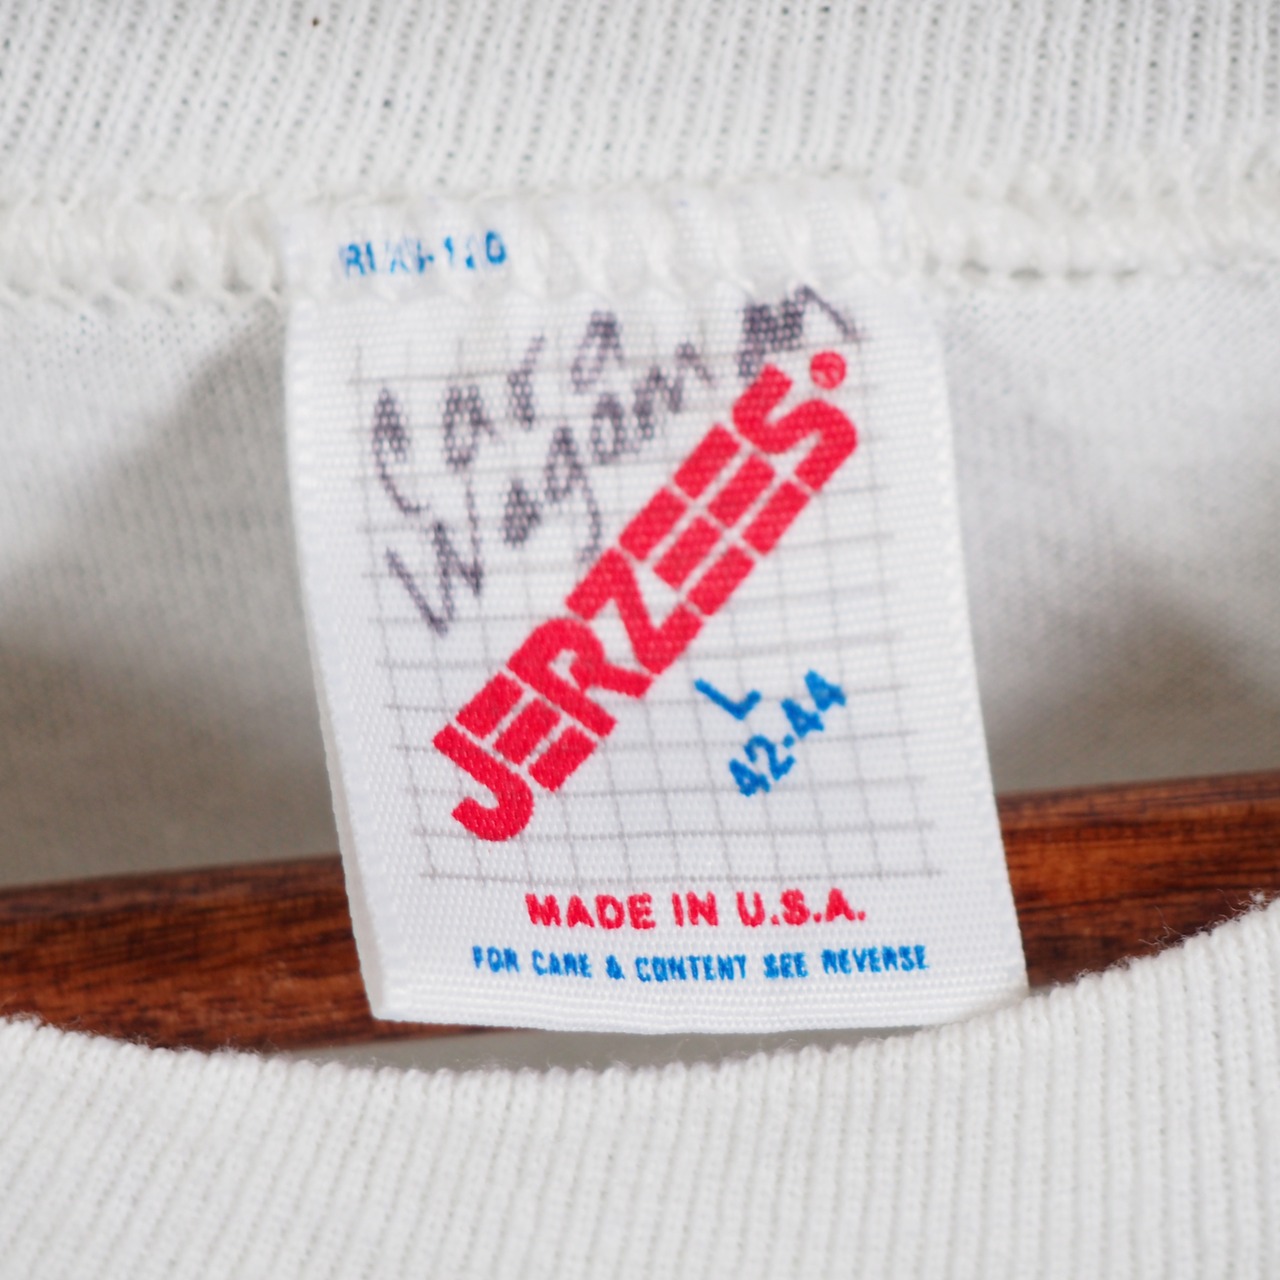 Cara
JERZEES®
L
42-44
MADE IN U.S.A.
FOR CARE & CONTENT SEE REVERSE